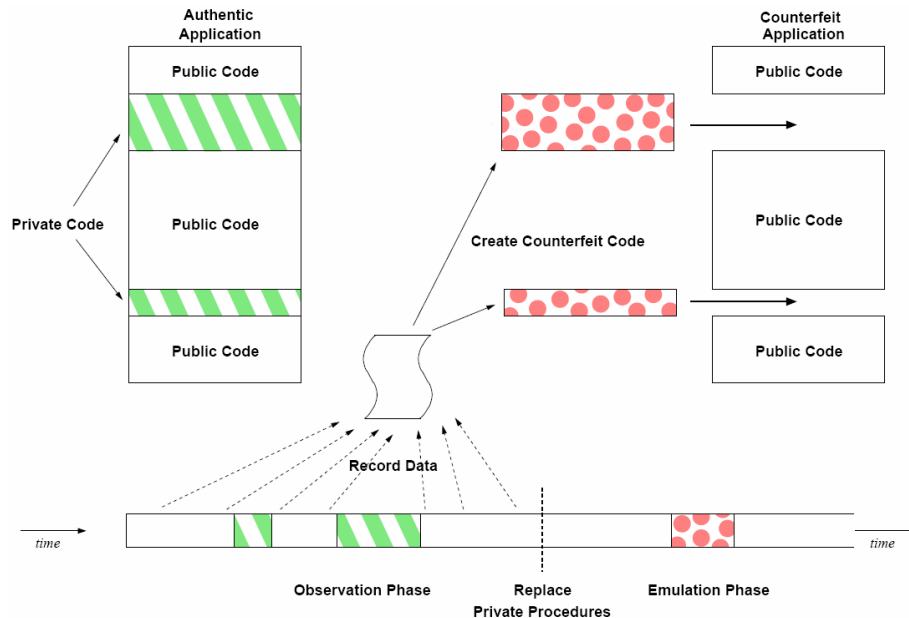 Authentic
Application
Counterfeit
Application
Public Code
Public Code
Private Code
Public Code
Public Code
Create Counterfeit Code
Public Code
Public Code
Record Data
time
time
Observation Phase
Replace
Private Procedures
Emulation Phase